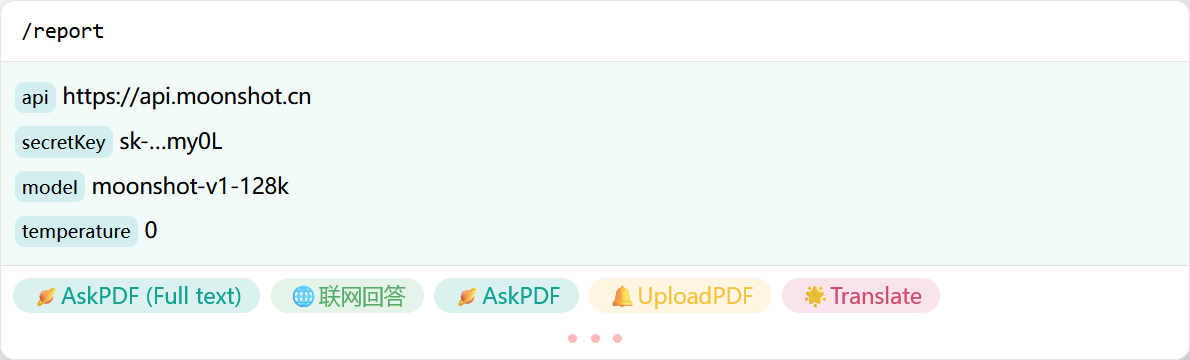 /report
api https://api.moonshot.cn
secretKey sk-...my0L
model moonshot-v1-128k
temperature 0
🪐AskPDF (Full text) 🌐联网回答 🪐AskPDF 🔔UploadPDF 🌟Translate